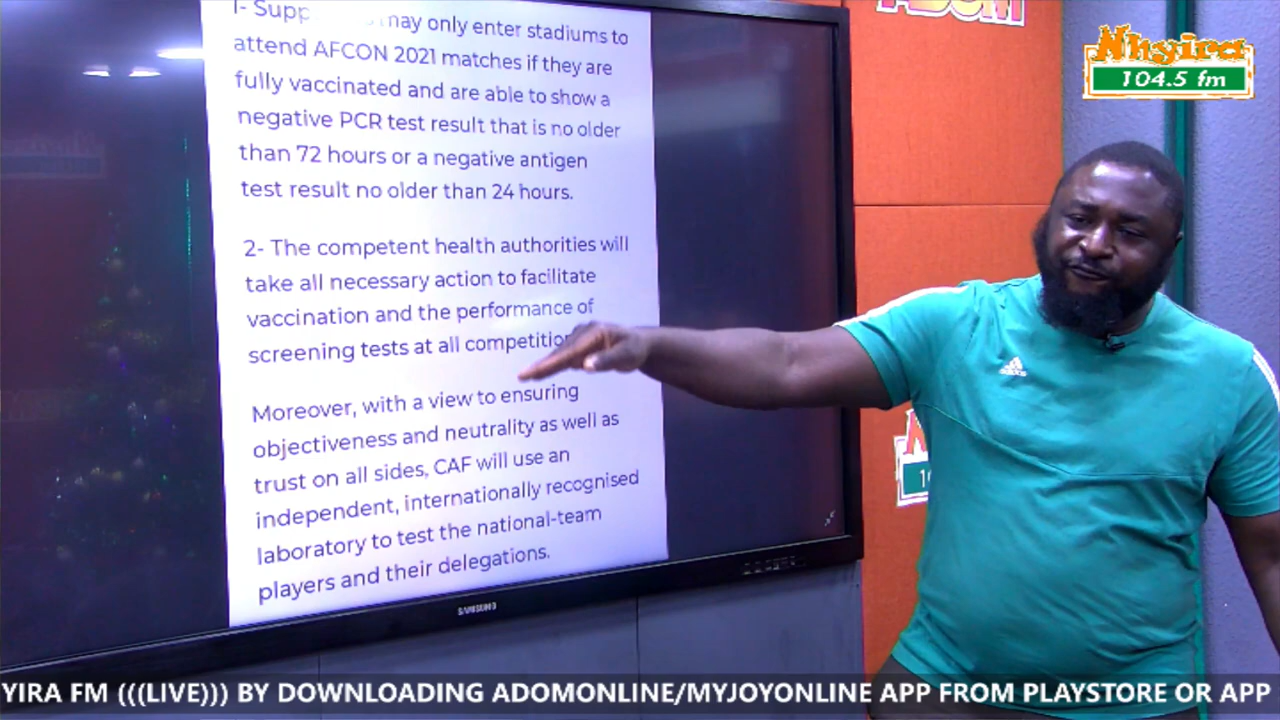 1- Supp may only enter stadiums to
attend AFCON 2021 matches if they are
fully vaccinated and are able to show a
negative PCR test result that is no older
than 72 hours or a negative antigen
test result no older than 24 hours.
2- The competent health authorities will
take all necessary action to facilitate
vaccination and the performance of
screening tests at all competitio
Moreover, with a view to ensuring
objectiveness and neutrality as well as
trust on all sides, CAF will use an
independent, internationally recognised
laboratory to test the national-team
players and their delegations.
SAMSUNG
ADOM
Nhyira
104.5 fm
adidas
YIRA FM (((LIVE))) BY DOWNLOADING ADOMONLINE/MYJOYONLINE APP FROM PLAYSTORE OR APP